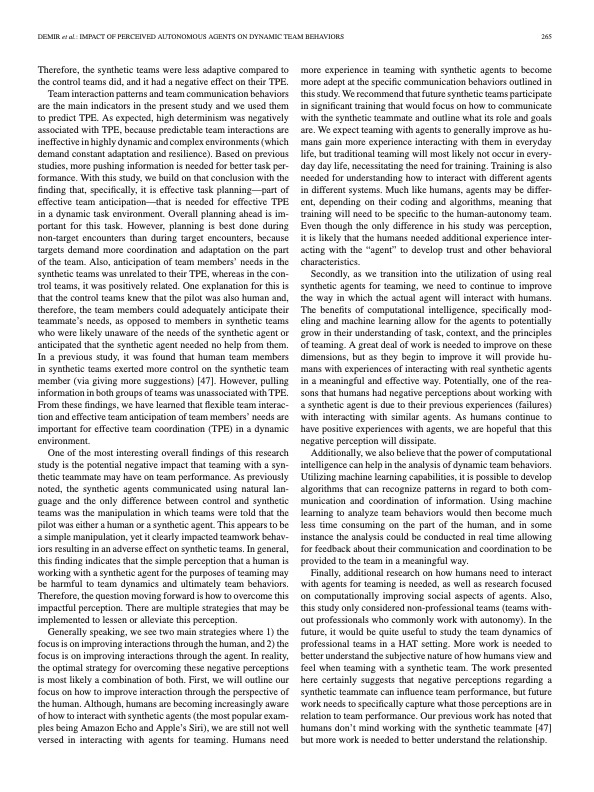 DEMIR et al.: IMPACT OF PERCEIVED AUTONOMOUS AGENTS ON DYNAMIC TEAM BEHAVIORS
265
Therefore, the synthetic teams were less adaptive compared to
the control teams did, and it had a negative effect on their TPE.
Team interaction patterns and team communication behaviors
are the main indicators in the present study and we used them
to predict TPE. As expected, high determinism was negatively
associated with TPE, because predictable team interactions are
ineffective in highly dynamic and complex environments (which
demand constant adaptation and resilience). Based on previous
studies, more pushing information is needed for better task per-
formance. With this study, we build on that conclusion with the
finding that, specifically, it is effective task planning—part of
effective team anticipation—that is needed for effective TPE
in a dynamic task environment. Overall planning ahead is im-
portant for this task. However, planning is best done during
non-target encounters than during target encounters, because
targets demand more coordination and adaptation on the part
of the team. Also, anticipation of team members' needs in the
synthetic teams was unrelated to their TPE, whereas in the con-
trol teams, it was positively related. One explanation for this is
that the control teams knew that the pilot was also human and,
therefore, the team members could adequately anticipate their
teammate's needs, as opposed to members in synthetic teams
who were likely unaware of the needs of the synthetic agent or
anticipated that the synthetic agent needed no help from them.
In a previous study, it was found that human team members
in synthetic teams exerted more control on the synthetic team
member (via giving more suggestions) [47]. However, pulling
information in both groups of teams was unassociated with TPE.
From these findings, we have learned that flexible team interac-
tion and effective team anticipation of team members' needs are
important for effective team coordination (TPE) in a dynamic
environment.
One of the most interesting overall findings of this research
study is the potential negative impact that teaming with a syn-
thetic teammate may have on team performance. As previously
noted, the synthetic agents communicated using natural lan-
guage and the only difference between control and synthetic
teams was the manipulation in which teams were told that the
pilot was either a human or a synthetic agent. This appears to be
a simple manipulation, yet it clearly impacted teamwork behav-
iors resulting in an adverse effect on synthetic teams. In general,
this finding indicates that the simple perception that a human is
working with a synthetic agent for the purposes of teaming may
be harmful to team dynamics and ultimately team behaviors.
Therefore, the question moving forward is how to overcome this
impactful perception. There are multiple strategies that may be
implemented to lessen or alleviate this perception.
Generally speaking, we see two main strategies where 1) the
focus is on improving interactions through the human, and 2) the
focus is on improving interactions through the agent. In reality,
the optimal strategy for overcoming these negative perceptions
is most likely a combination of both. First, we will outline our
focus on how to improve interaction through the perspective of
the human. Although, humans are becoming increasingly aware
of how to interact with synthetic agents (the most popular exam-
ples being Amazon Echo and Apple's Siri), we are still not well
versed in interacting with agents for teaming. Humans need
more experience in teaming with synthetic agents to become
more adept at the specific communication behaviors outlined in
this study. We recommend that future synthetic teams participate
in significant training that would focus on how to communicate
with the synthetic teammate and outline what its role and goals
are. We expect teaming with agents to generally improve as hu-
mans gain more experience interacting with them in everyday
life, but traditional teaming will most likely not occur in every-
day day life, necessitating the need for training. Training is also
needed for understanding how to interact with different agents
in different systems. Much like humans, agents may be differ-
ent, depending on their coding and algorithms, meaning that
training will need to be specific to the human-autonomy team.
Even though the only difference in his study was perception,
it is likely that the humans needed additional experience inter-
acting with the “agent” to develop trust and other behavioral
characteristics.
Secondly, as we transition into the utilization of using real
synthetic agents for teaming, we need to continue to improve
the way in which the actual agent will interact with humans.
The benefits of computational intelligence, specifically mod-
eling and machine learning allow for the agents to potentially
grow in their understanding of task, context, and the principles
of teaming. A great deal of work is needed to improve on these
dimensions, but as they begin to improve it will provide hu-
mans with experiences of interacting with real synthetic agents
in a meaningful and effective way. Potentially, one of the rea-
sons that humans had negative perceptions about working with
a synthetic agent is due to their previous experiences (failures)
with interacting with similar agents. As humans continue to
have positive experiences with agents, we are hopeful that this
negative perception will dissipate.
Additionally, we also believe that the power of computational
intelligence can help in the analysis of dynamic team behaviors.
Utilizing machine learning capabilities, it is possible to develop
algorithms that can recognize patterns in regard to both com-
munication and coordination of information. Using machine
learning to analyze team behaviors would then become much
less time consuming on the part of the human, and in some
instance the analysis could be conducted in real time allowing
for feedback about their communication and coordination to be
provided to the team in a meaningful way.
Finally, additional research on how humans need to interact
with agents for teaming is needed, as well as research focused
on computationally improving social aspects of agents. Also,
this study only considered non-professional teams (teams with-
out professionals who commonly work with autonomy). In the
future, it would be quite useful to study the team dynamics of
professional teams in a HAT setting. More work is needed to
better understand the subjective nature of how humans view and
feel when teaming with a synthetic team. The work presented
here certainly suggests that negative perceptions regarding a
synthetic teammate can influence team performance, but future
work needs to specifically capture what those perceptions are in
relation to team performance. Our previous work has noted that
humans don't mind working with the synthetic teammate [47]
but more work is needed to better understand the relationship.